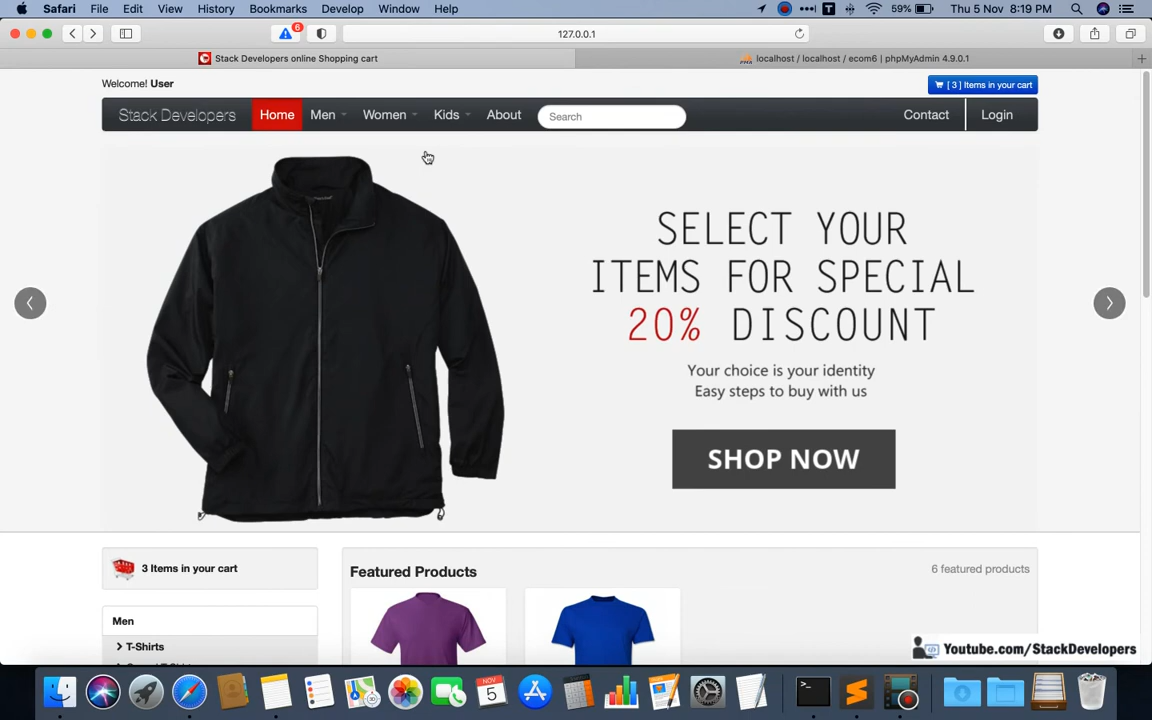 Safari File Edit View History Bookmarks Develop Window Help 59% Thu 5 Nov 8:19 PM
6 127.0.0.1
Stack Developers online Shopping cart
localhost / localhost / ecom6 | phpMyAdmin 4.9.0.1
Welcome! User
[ 3 ] Items in your cart
Stack Developers Home Men Women Kids About Search Contact Login
SELECT YOUR
ITEMS FOR SPECIAL
20% DISCOUNT
Your choice is your identity
Easy steps to buy with us
SHOP NOW
3 Items in your cart
Featured Products
6 featured products
Men
T-Shirts
Youtube.com/StackDevelopers
NOV
5